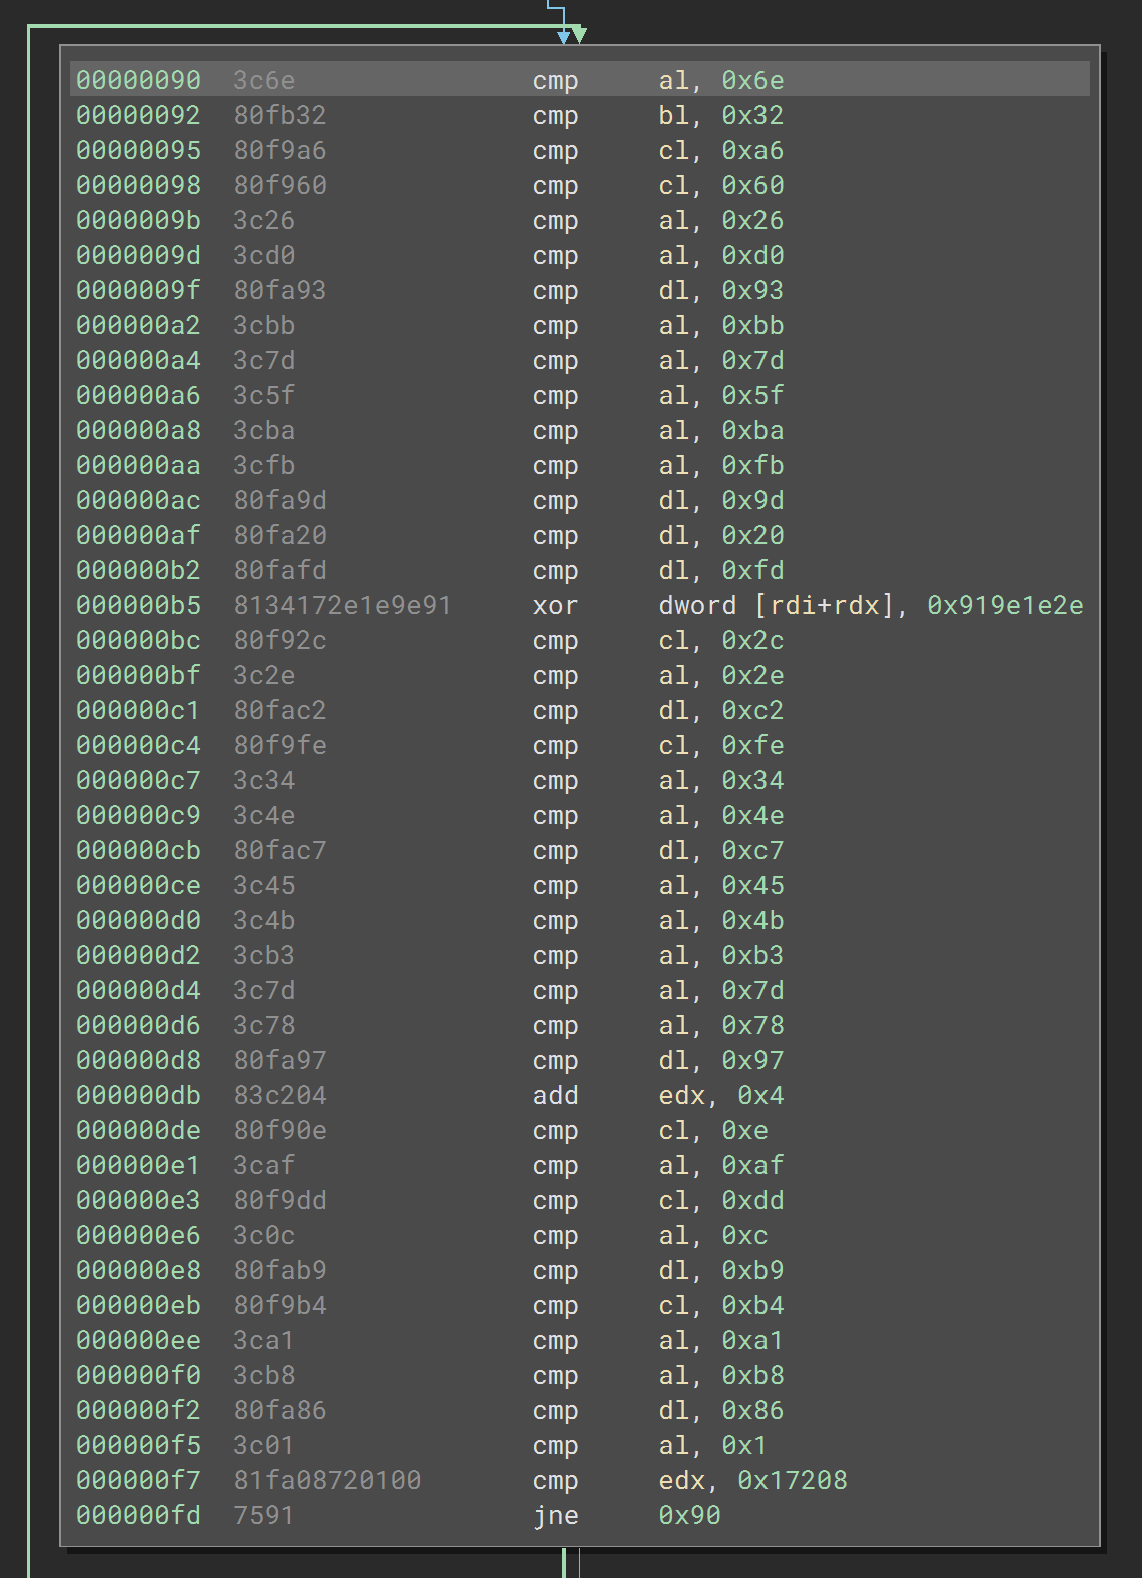 00000090 3c6e cmp al, 0x6e
00000092 80fb32 cmp bl, 0x32
00000095 80f9a6 cmp cl, 0xa6
00000098 80f960 cmp cl, 0x60
0000009b 3c26 cmp al, 0x26
0000009d 3cd0 cmp al, 0xd0
0000009f 80fa93 cmp dl, 0x93
000000a2 3cbb cmp al, 0xbb
000000a4 3c7d cmp al, 0x7d
000000a6 3c5f cmp al, 0x5f
000000a8 3cba cmp al, 0xba
000000aa 3cfb cmp al, 0xfb
000000ac 80fa9d cmp dl, 0x9d
000000af 80fa20 cmp dl, 0x20
000000b2 80fafd cmp dl, 0xfd
000000b5 8134172e1e9e91 xor dword [rdi+rdx], 0x919e1e2e
000000bc 80f92c cmp cl, 0x2c
000000bf 3c2e cmp al, 0x2e
000000c1 80fac2 cmp dl, 0xc2
000000c4 80f9fe cmp cl, 0xfe
000000c7 3c34 cmp al, 0x34
000000c9 3c4e cmp al, 0x4e
000000cb 80fac7 cmp dl, 0xc7
000000ce 3c45 cmp al, 0x45
000000d0 3c4b cmp al, 0x4b
000000d2 3cb3 cmp al, 0xb3
000000d4 3c7d cmp al, 0x7d
000000d6 3c78 cmp al, 0x78
000000d8 80fa97 cmp dl, 0x97
000000db 83c204 add edx, 0x4
000000de 80f90e cmp cl, 0xe
000000e1 3caf cmp al, 0xaf
000000e3 80f9dd cmp cl, 0xdd
000000e6 3c0c cmp al, 0xc
000000e8 80fab9 cmp dl, 0xb9
000000eb 80f9b4 cmp cl, 0xb4
000000ee 3ca1 cmp al, 0xa1
000000f0 3cb8 cmp al, 0xb8
000000f2 80fa86 cmp dl, 0x86
000000f5 3c01 cmp al, 0x1
000000f7 81fa08720100 cmp edx, 0x17208
000000fd 7591 jne 0x90